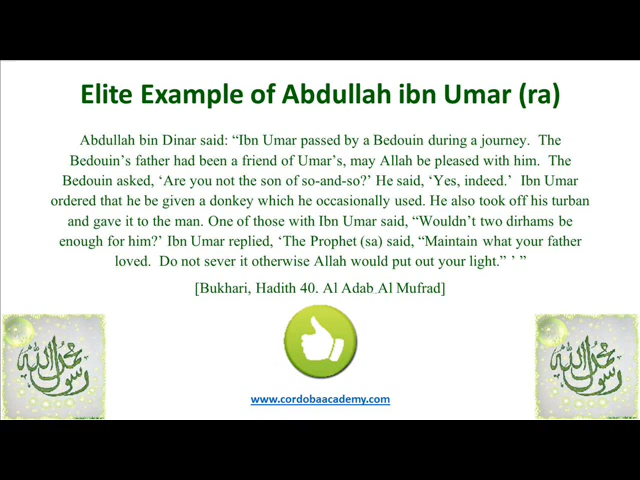 Elite Example of Abdullah ibn Umar (ra)
Abdullah bin Dinar said: “Ibn Umar passed by a Bedouin during a journey.  The
Bedouin’s father had been a friend of Umar’s, may Allah be pleased with him.  The
Bedouin asked, ‘Are you not the son of so-and-so?’ He said, ‘Yes, indeed.’  Ibn Umar
ordered that he be given a donkey which he occasionally used. He also took off his turban
and gave it to the man. One of those with Ibn Umar said, “Wouldn’t two dirhams be
enough for him?’ Ibn Umar replied, ‘The Prophet (sa) said, “Maintain what your father
loved.  Do not sever it otherwise Allah would put out your light.” ’ ”
[Bukhari, Hadith 40. Al Adab Al Mufrad]
محمد رسول الله
محمد رسول الله
www.cordobaacademy.com